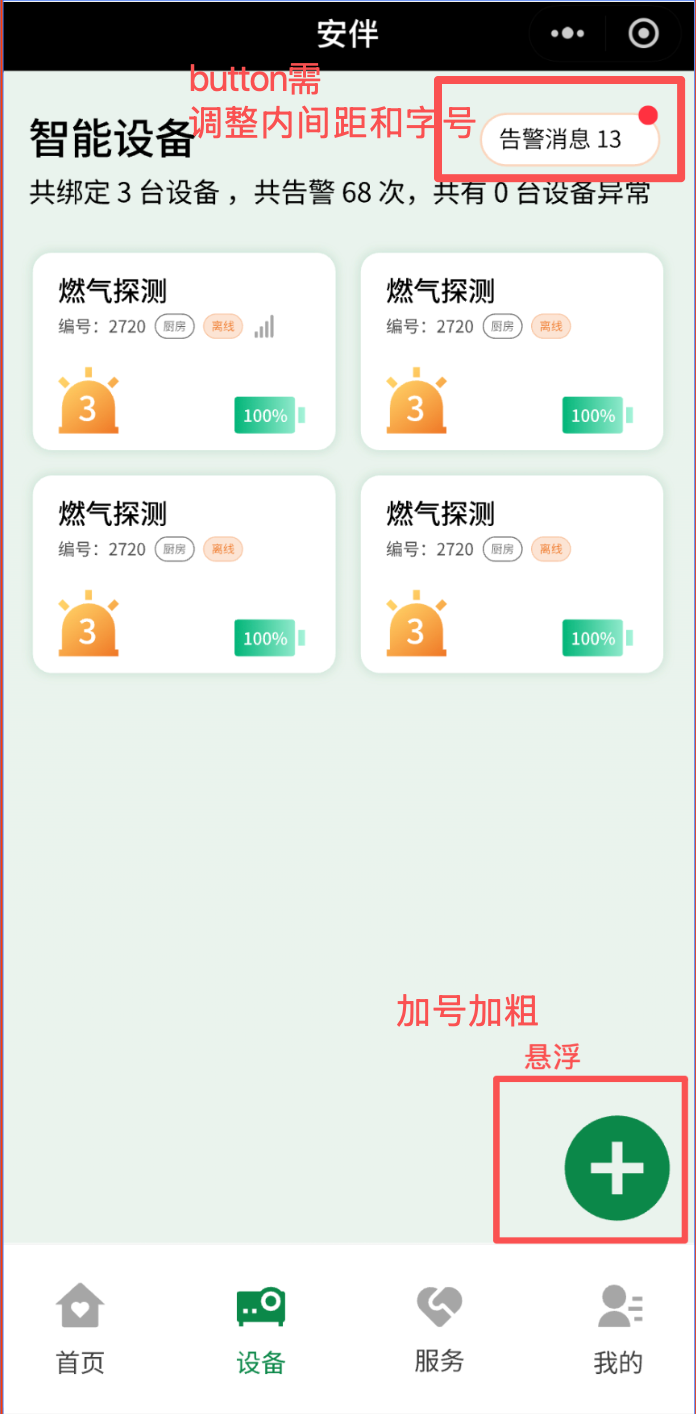 安伴
button需
调整内间距和字号
智能设备
告警消息 13
共绑定 3 台设备 ，共告警 68 次，共有 0 台设备异常
燃气探测
编号：2720 厨房 离线
3
100%
燃气探测
编号：2720 厨房 离线
3
100%
燃气探测
编号：2720 厨房 离线
3
100%
燃气探测
编号：2720 厨房 离线
3
100%
加号加粗
悬浮
首页
设备
服务
我的